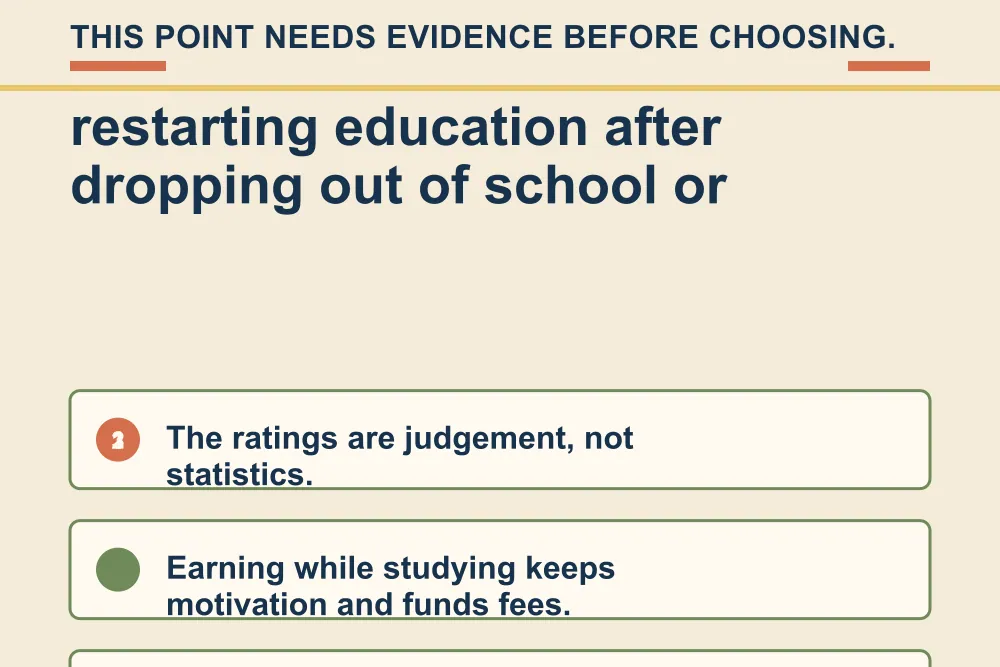 THIS POINT NEEDS EVIDENCE BEFORE CHOOSING.
restarting education after
dropping out of school or
The ratings are judgement, not
statistics.
Earning while studying keeps
motivation and funds fees.